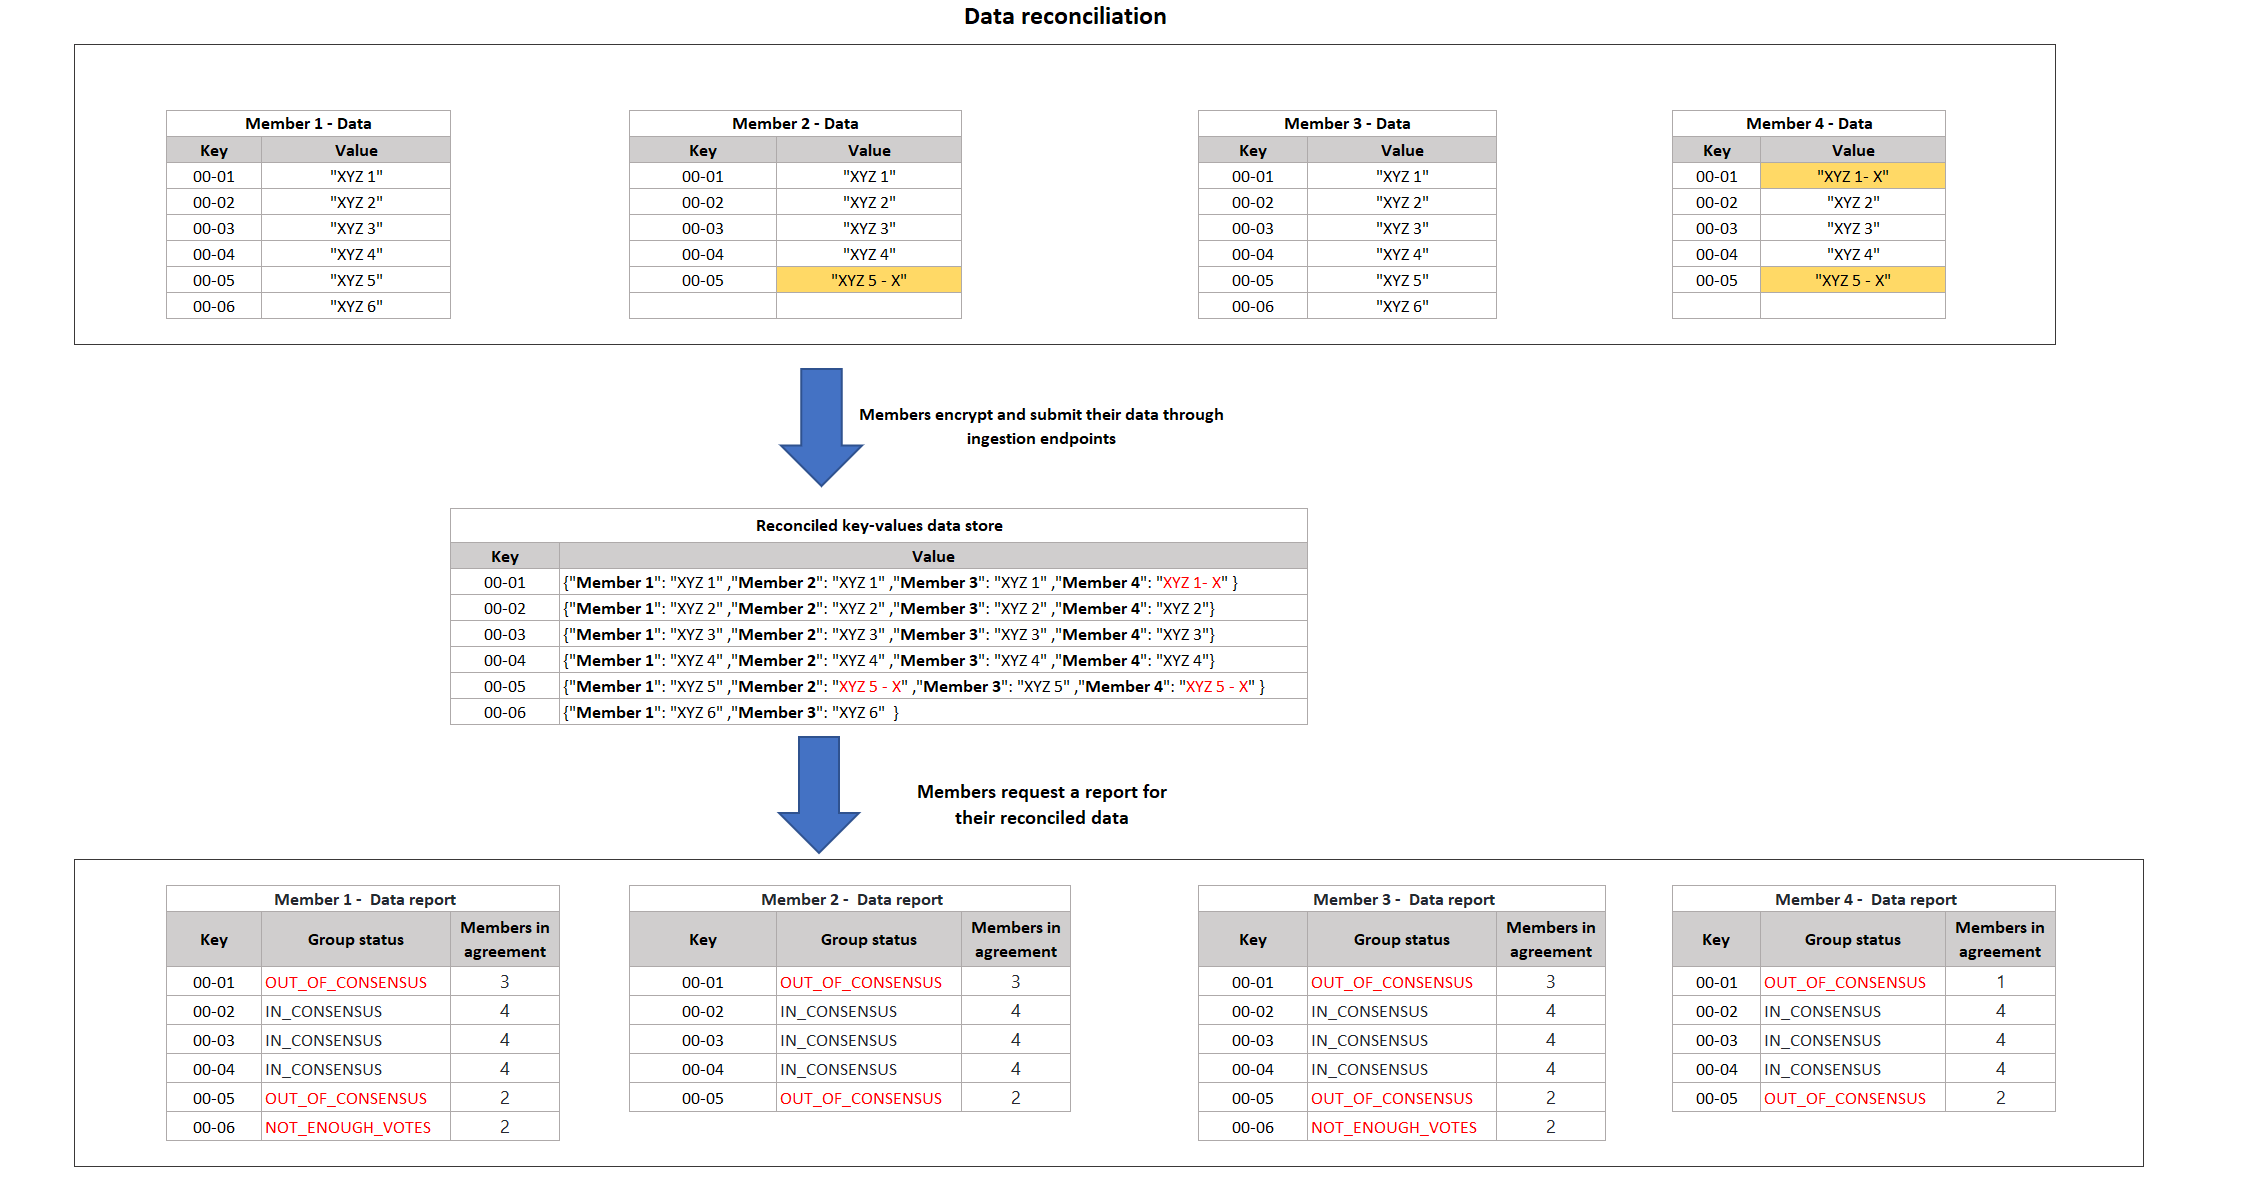 Data reconciliation
Member 1 - Data
Key Value
00-01 "XYZ 1"
00-02 "XYZ 2"
00-03 "XYZ 3"
00-04 "XYZ 4"
00-05 "XYZ 5"
00-06 "XYZ 6"
Member 2 - Data
Key Value
00-01 "XYZ 1"
00-02 "XYZ 2"
00-03 "XYZ 3"
00-04 "XYZ 4"
00-05 "XYZ 5 - X"
Member 3 - Data
Key Value
00-01 "XYZ 1"
00-02 "XYZ 2"
00-03 "XYZ 3"
00-04 "XYZ 4"
00-05 "XYZ 5"
00-06 "XYZ 6"
Member 4 - Data
Key Value
00-01 "XYZ 1- X"
00-02 "XYZ 2"
00-03 "XYZ 3"
00-04 "XYZ 4"
00-05 "XYZ 5 - X"
Members encrypt and submit their data through
ingestion endpoints
Reconciled key-values data store
Key Value
00-01 {"Member 1": "XYZ 1" ,"Member 2": "XYZ 1" ,"Member 3": "XYZ 1" ,"Member 4": "XYZ 1- X" }
00-02 {"Member 1": "XYZ 2" ,"Member 2": "XYZ 2" ,"Member 3": "XYZ 2" ,"Member 4": "XYZ 2"}
00-03 {"Member 1": "XYZ 3" ,"Member 2": "XYZ 3" ,"Member 3": "XYZ 3" ,"Member 4": "XYZ 3"}
00-04 {"Member 1": "XYZ 4" ,"Member 2": "XYZ 4" ,"Member 3": "XYZ 4" ,"Member 4": "XYZ 4"}
00-05 {"Member 1": "XYZ 5" ,"Member 2": "XYZ 5 - X" ,"Member 3": "XYZ 5" ,"Member 4": "XYZ 5 - X" }
00-06 {"Member 1": "XYZ 6" ,"Member 3": "XYZ 6" }
Members request a report for
their reconciled data
Member 1 - Data report
Key Group status Members in
agreement
00-01 OUT_OF_CONSENSUS 3
00-02 IN_CONSENSUS 4
00-03 IN_CONSENSUS 4
00-04 IN_CONSENSUS 4
00-05 OUT_OF_CONSENSUS 2
00-06 NOT_ENOUGH_VOTES 2
Member 2 - Data report
Key Group status Members in
agreement
00-01 OUT_OF_CONSENSUS 3
00-02 IN_CONSENSUS 4
00-03 IN_CONSENSUS 4
00-04 IN_CONSENSUS 4
00-05 OUT_OF_CONSENSUS 2
Member 3 - Data report
Key Group status Members in
agreement
00-01 OUT_OF_CONSENSUS 3
00-02 IN_CONSENSUS 4
00-03 IN_CONSENSUS 4
00-04 IN_CONSENSUS 4
00-05 OUT_OF_CONSENSUS 2
00-06 NOT_ENOUGH_VOTES 2
Member 4 - Data report
Key Group status Members in
agreement
00-01 OUT_OF_CONSENSUS 1
00-02 IN_CONSENSUS 4
00-03 IN_CONSENSUS 4
00-04 IN_CONSENSUS 4
00-05 OUT_OF_CONSENSUS 2